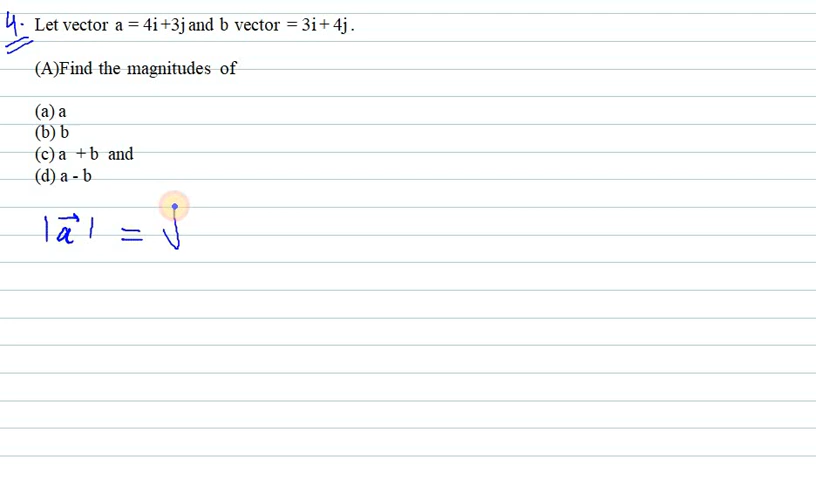 4. Let vector a = 4i +3j and b vector = 3i + 4j .
(A)Find the magnitudes of
(a) a
(b) b
(c) a + b and
(d) a - b
|a⃗| = √